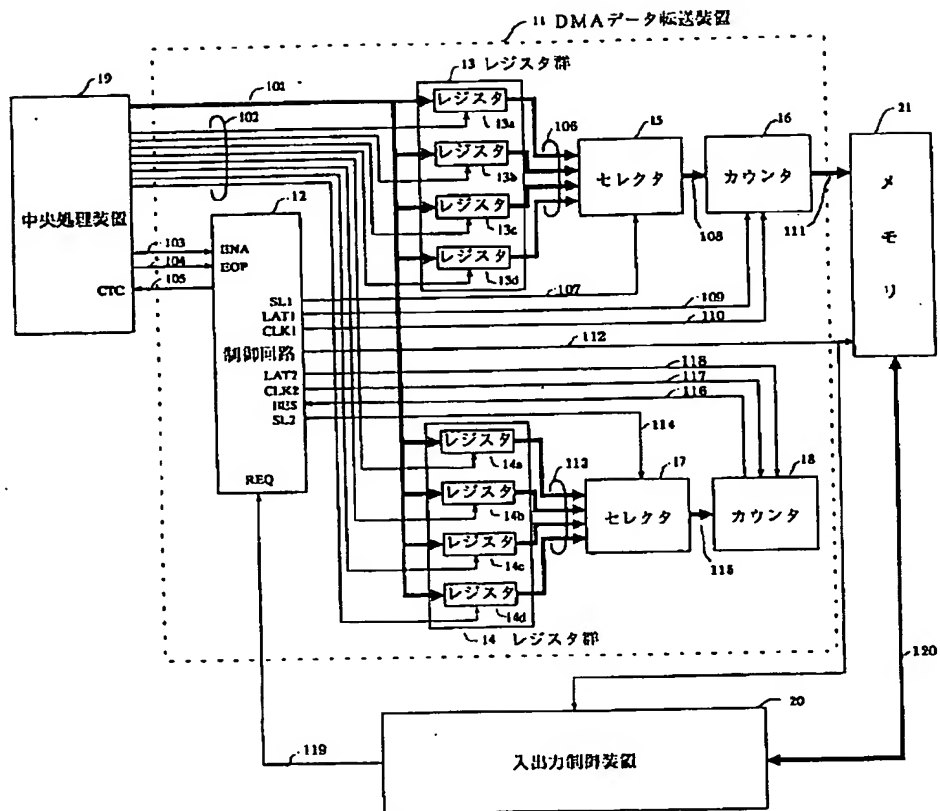 11 DMAデータ転送装置
19
中央処理装置
CTC
101
102
103
104
105
12
ENA
EOP
SL1
LAT1
CLK1
制御回路
LAT2
CLK2
RES
SL2
REQ
13 レジスタ群
レジスタ
13a
レジスタ
13b
レジスタ
13c
レジスタ
13d
106
15
セレクタ
108
16
カウンタ
111
21
メモリ
107
109
110
112
118
117
116
114
レジスタ
14a
レジスタ
14b
レジスタ
14c
レジスタ
14d
14 レジスタ群
113
17
セレクタ
115
18
カウンタ
120
119
20
入出力制御装置